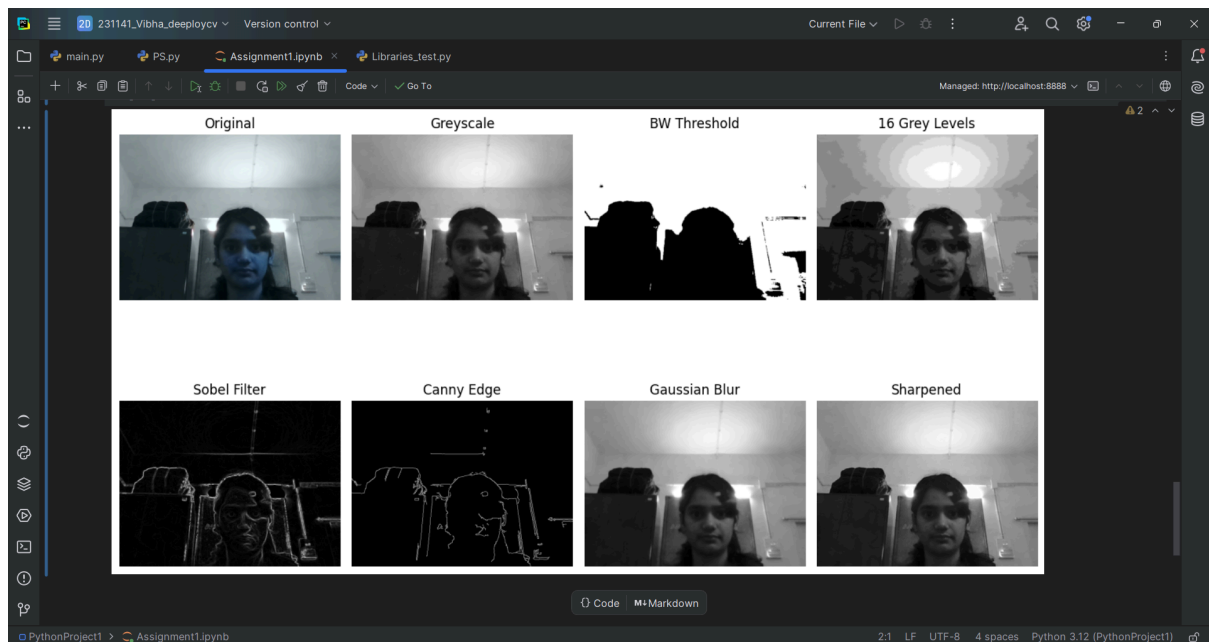 2D 231141_Vibha_deeploycv Version control Current File
main.py PS.py Assignment1.ipynb Libraries_test.py
Code Go To Managed: http://localhost:8888
2
Original Greyscale BW Threshold 16 Grey Levels
Sobel Filter Canny Edge Gaussian Blur Sharpened
{} Code M↓ Markdown
PythonProject1 > Assignment1.ipynb 2:1 LF UTF-8 4 spaces Python 3.12 (PythonProject1)